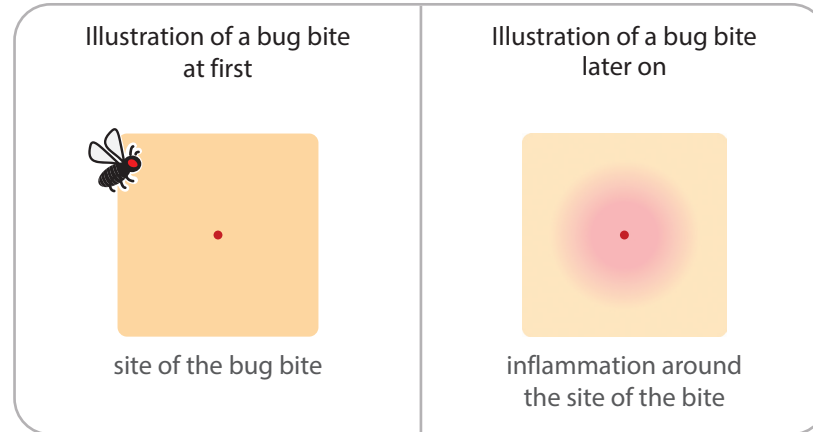 Illustration of a bug bite
at first
site of the bug bite
Illustration of a bug bite
later on
inflammation around
the site of the bite